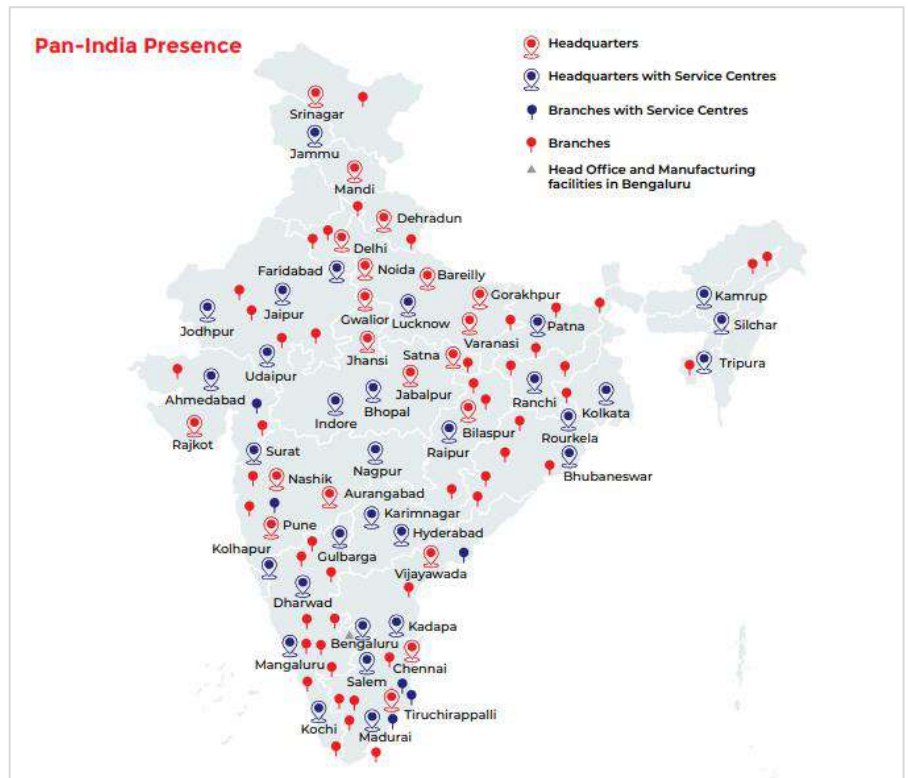 Pan-India Presence
Headquarters
Headquarters with Service Centres
Branches with Service Centres
Branches
Head Office and Manufacturing
facilities in Bengaluru
Srinagar
Jammu
Mandi
Dehradun
Delhi
Faridabad
Noida
Bareilly
Gorakhpur
Kamrup
Jodhpur
Jaipur
Gwalior
Lucknow
Varanasi
Patna
Silchar
Jhansi
Satna
Tripura
Udaipur
Ahmedabad
Jabalpur
Ranchi
Kolkata
Bhopal
Indore
Bilaspur
Rourkela
Rajkot
Raipur
Surat
Nagpur
Bhubaneswar
Nashik
Aurangabad
Karimnagar
Pune
Hyderabad
Kolhapur
Gulbarga
Vijayawada
Dharwad
Kadapa
Bengaluru
Mangaluru
Chennai
Salem
Tiruchirappalli
Kochi
Madurai